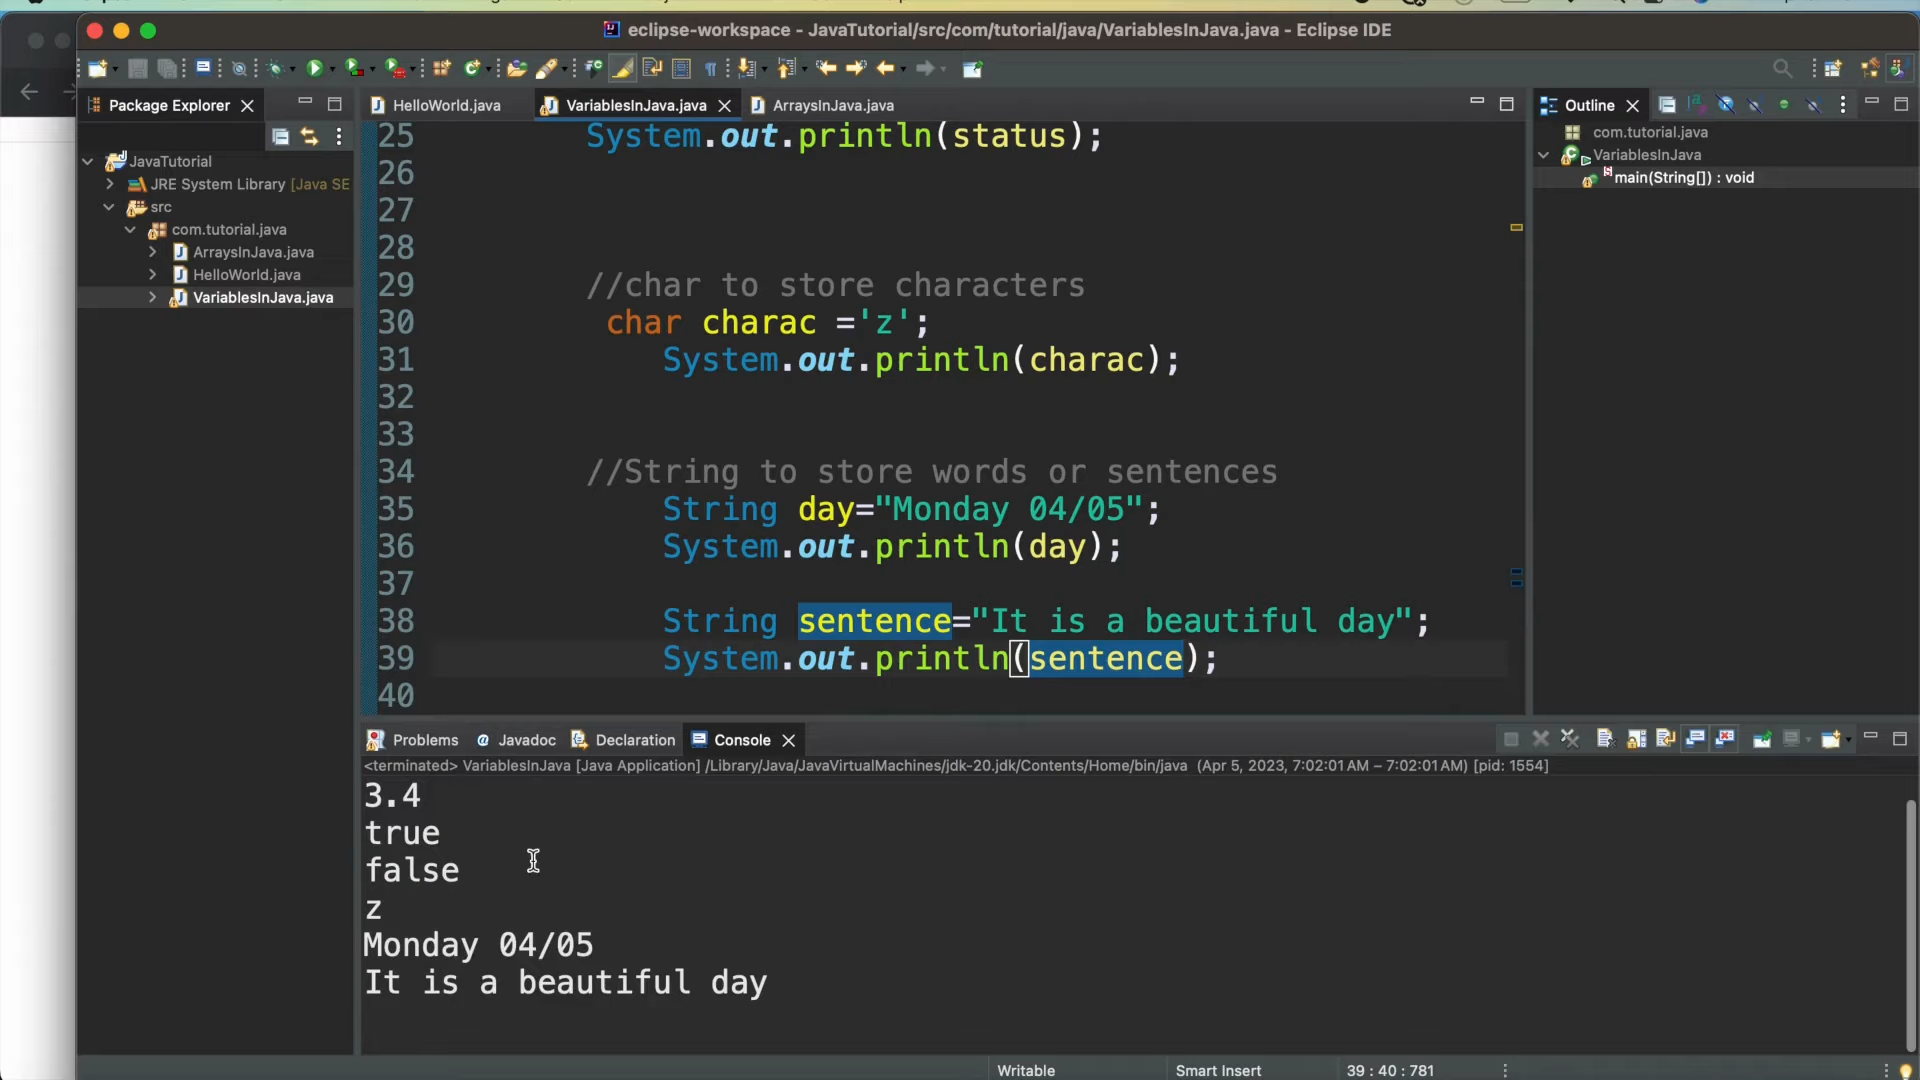 eclipse-workspace - JavaTutorial/src/com/tutorial/java/VariablesInJava.java - Eclipse IDE
Package Explorer
HelloWorld.java
VariablesInJava.java
ArraysInJava.java
Outline
JavaTutorial
JRE System Library [Java SE
src
com.tutorial.java
ArraysInJava.java
HelloWorld.java
VariablesInJava.java
25 System.out.println(status);
26
27
28
29 //char to store characters
30 char charac ='z';
31 System.out.println(charac);
32
33
34 //String to store words or sentences
35 String day="Monday 04/05";
36 System.out.println(day);
37
38 String sentence="It is a beautiful day";
39 System.out.println(sentence);
40
com.tutorial.java
VariablesInJava
main(String[]) : void
Problems
Javadoc
Declaration
Console
<terminated> VariablesInJava [Java Application] /Library/Java/JavaVirtualMachines/jdk-20.jdk/Contents/Home/bin/java (Apr 5, 2023, 7:02:01 AM – 7:02:01 AM) [pid: 1554]
3.4
true
false
z
Monday 04/05
It is a beautiful day
Writable
Smart Insert
39 : 40 : 781